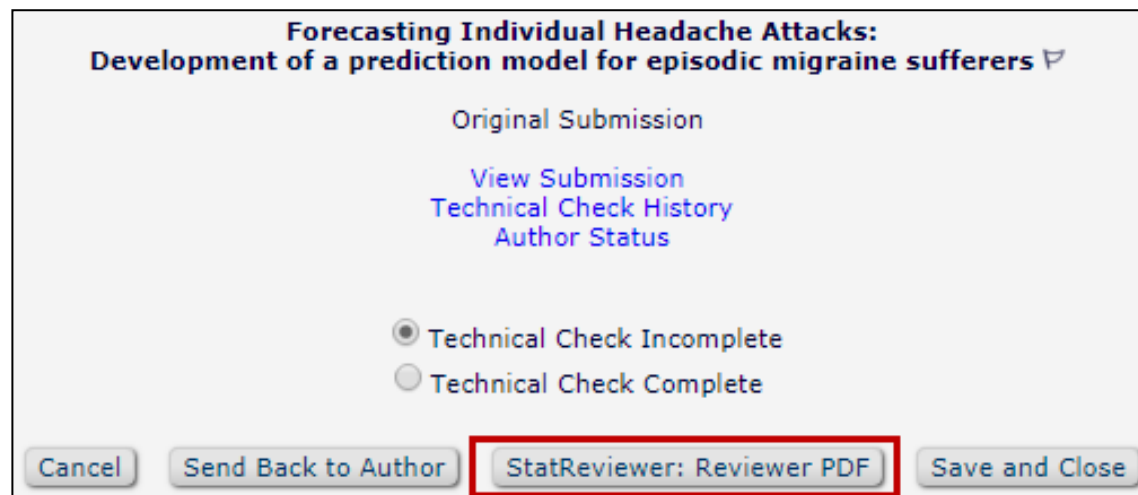 Forecasting Individual Headache Attacks:
Development of a prediction model for episodic migraine sufferers
Original Submission
View Submission
Technical Check History
Author Status
Technical Check Incomplete
Technical Check Complete
Cancel Send Back to Author StatReviewer: Reviewer PDF Save and Close